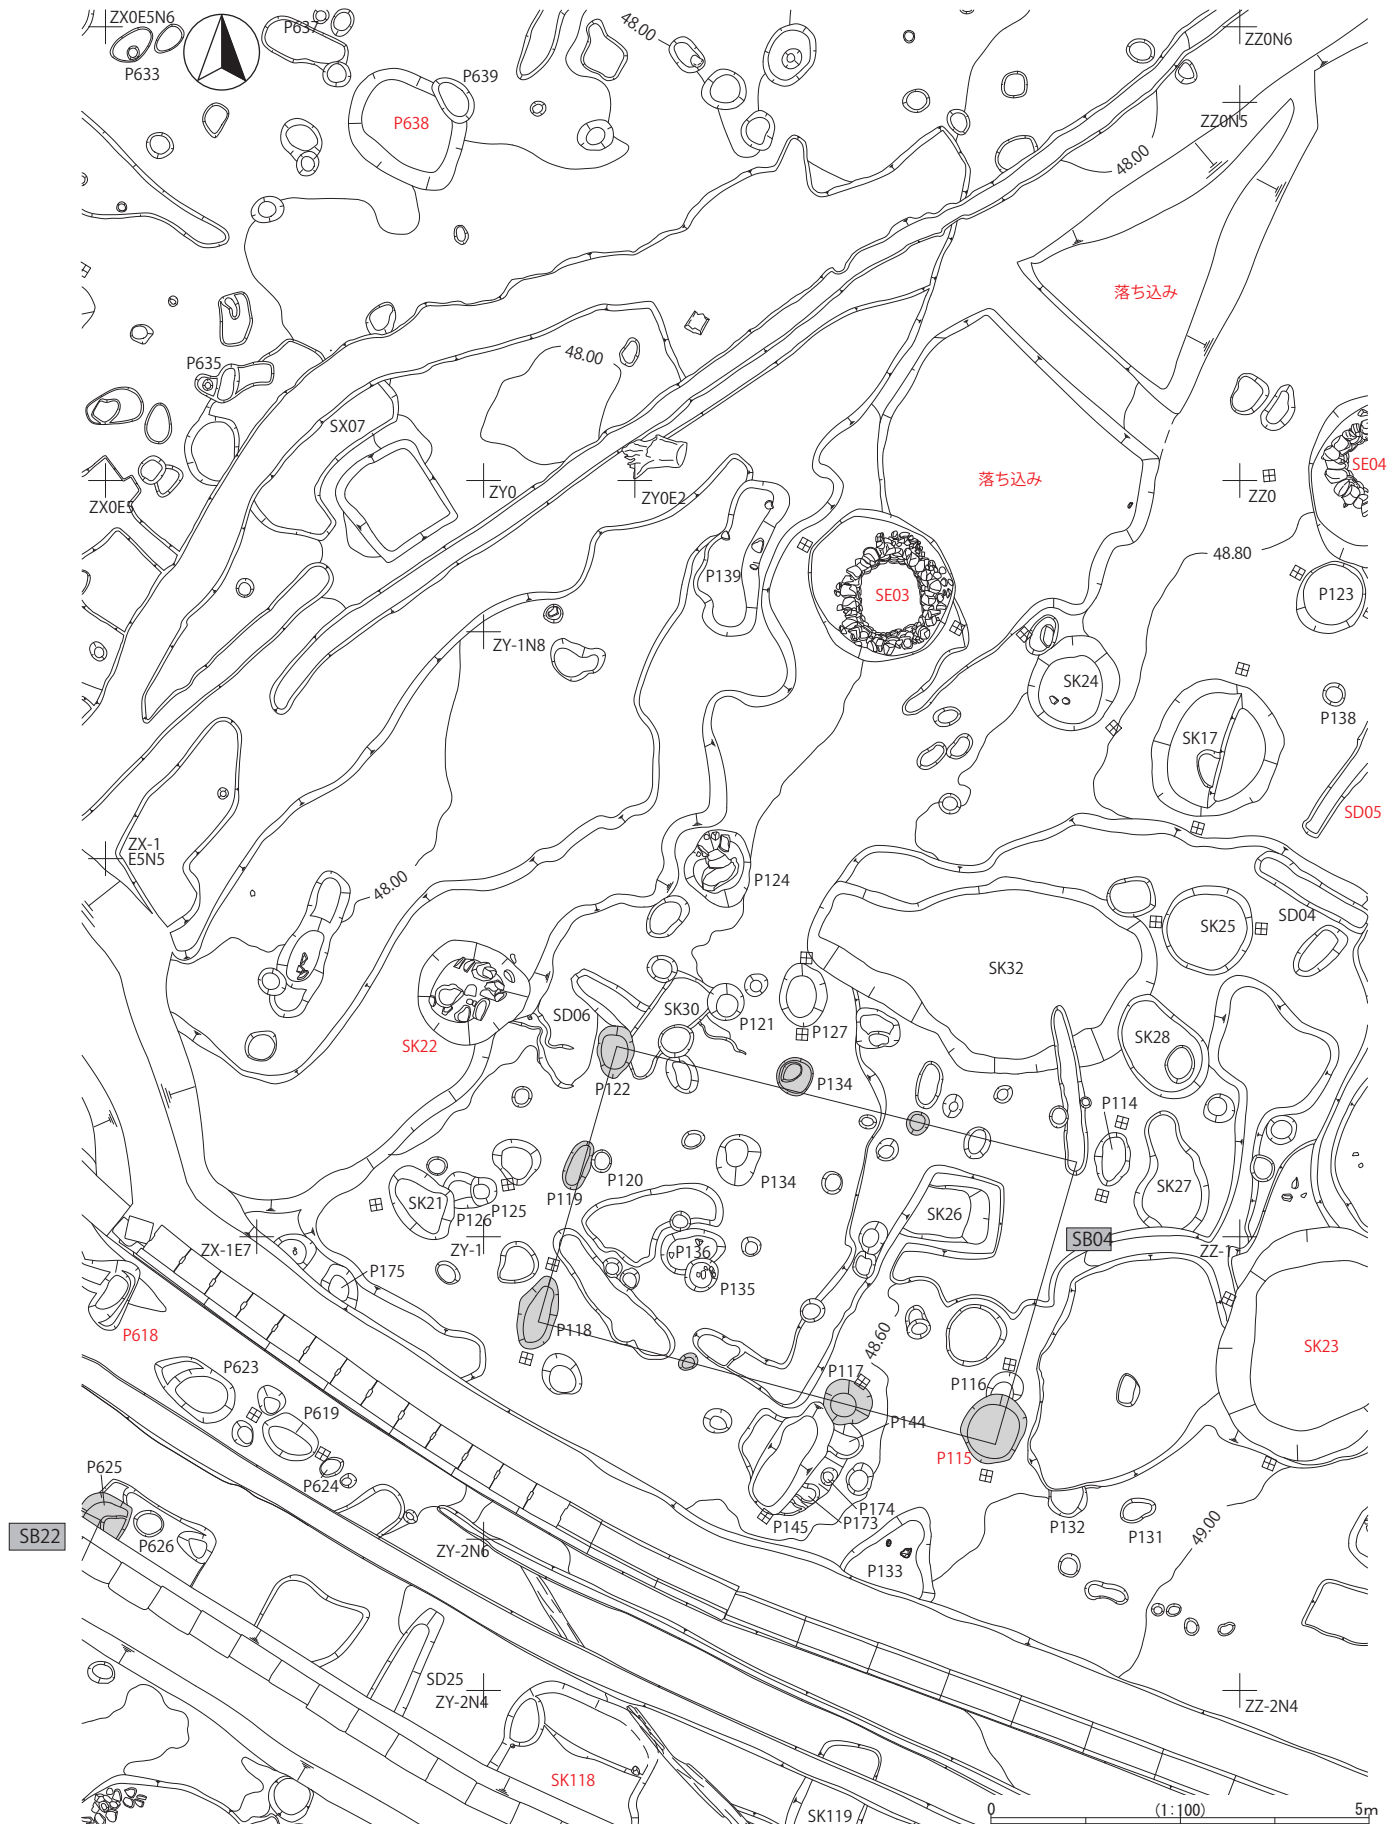 ZX0E5N6
P637
48.00
ZZ0N6
P633
P639
P638
ZZ0N5
48.00
落ち込み
P635
48.00
SX07
SE04
ZX0E5
ZY0
ZY0E2
落ち込み
ZZ0
48.80
P139
SE03
P123
ZY-1N8
SK24
P138
SK17
SD05
ZX-1
E5N5
48.00
P124
SD04
SK25
SK32
SD06
SK30
P121
P127
SK22
SK28
P122
P134
P114
P119
P120
P134
SK21
P126
P125
SK27
SK26
ZX-1E7
ZY-1
P136
SB04
ZZ-1
P175
P135
P618
P118
48.60
SK23
P623
P117
P116
P619
P144
P115
P625
P624
P174
SB22
P626
ZY-2N6
P145
P173
P132
P131
49.00
P133
SD25
ZY-2N4
ZZ-2N4
SK118
SK119
0
(1:100)
5m